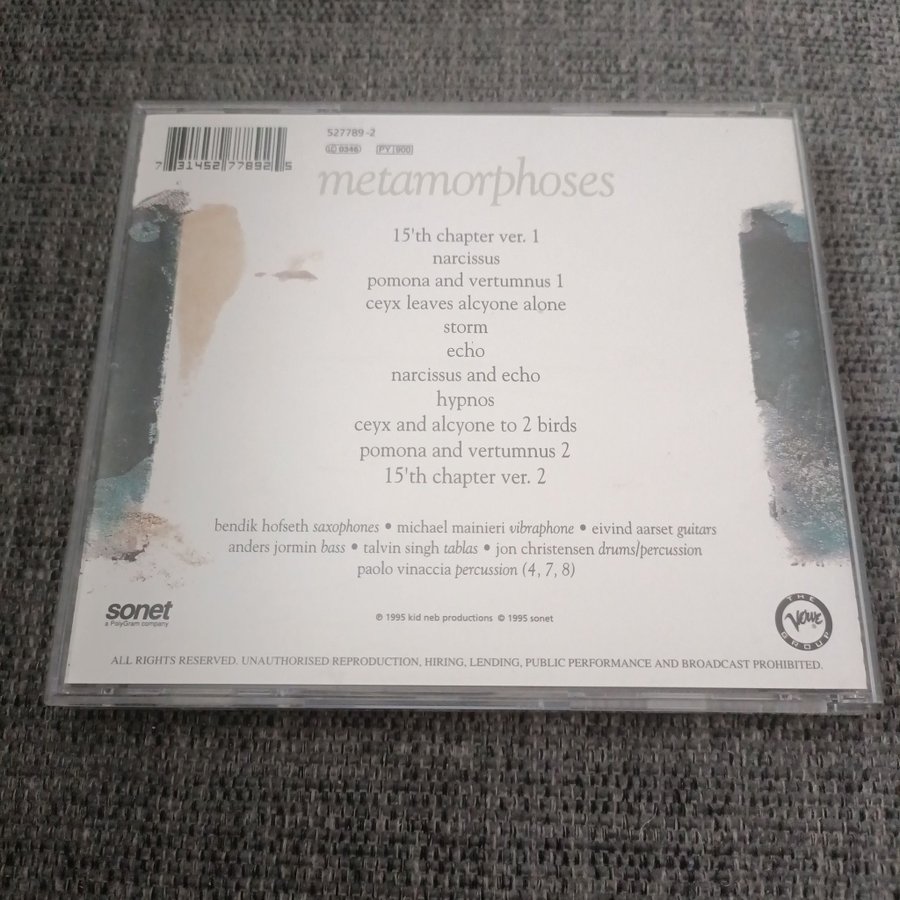 527789-2
LC 0346 PY 900
7 31452 77892 5
metamorphoses
15'th chapter ver. 1
narcissus
pomona and vertumnus 1
ceyx leaves alcyone alone
storm
echo
narcissus and echo
hypnos
ceyx and alcyone to 2 birds
pomona and vertumnus 2
15'th chapter ver. 2
bendik hofseth saxophones • michael mainieri vibraphone • eivind aarset guitars
anders jormin bass • talvin singh tablas • jon christensen drums/percussion
paolo vinaccia percussion (4, 7, 8)
sonet
a PolyGram company
℗ 1995 kid neb productions © 1995 sonet
THE
Verve
GROUP
ALL RIGHTS RESERVED. UNAUTHORISED REPRODUCTION, HIRING, LENDING, PUBLIC PERFORMANCE AND BROADCAST PROHIBITED.